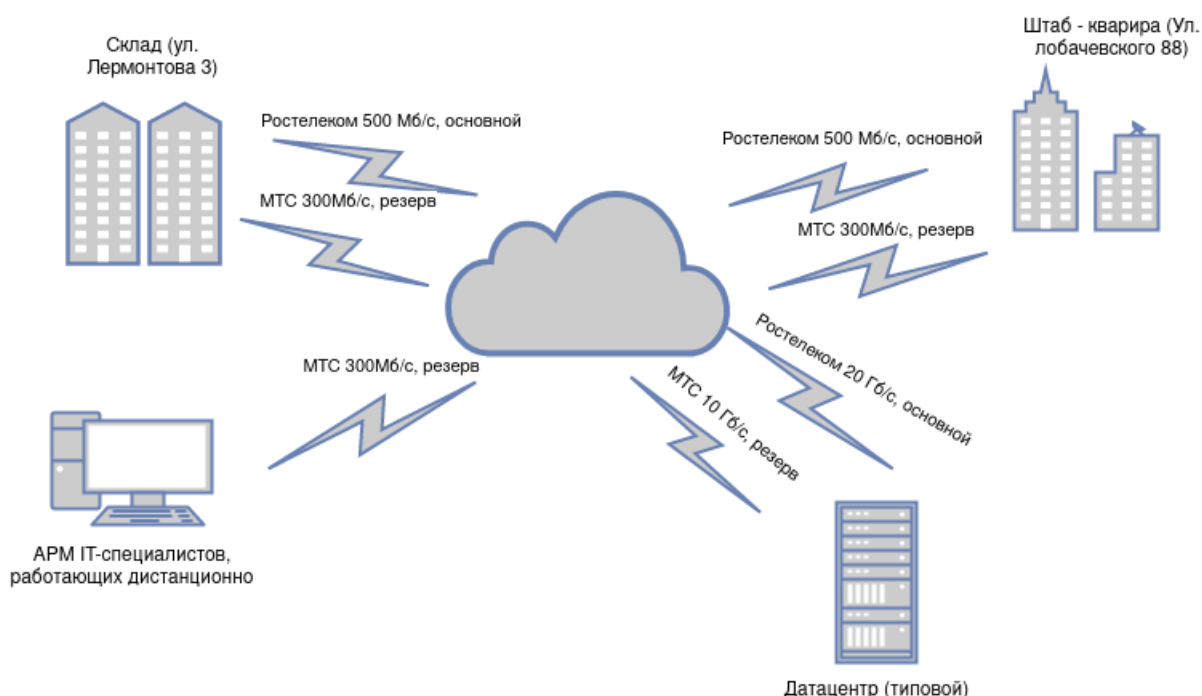 Склад (ул.
Лермонтова 3)
Штаб - кварира (Ул.
лобачевского 88)
Ростелеком 500 Мб/с, основной
Ростелеком 500 Мб/с, основной
МТС 300Мб/с, резерв
МТС 300Мб/с, резерв
Ростелеком 20 Гб/с, основной
МТС 300Мб/с, резерв
МТС 10 Гб/с, резерв
АРМ IT-специалистов,
работающих дистанционно
Датацентр (типовой)